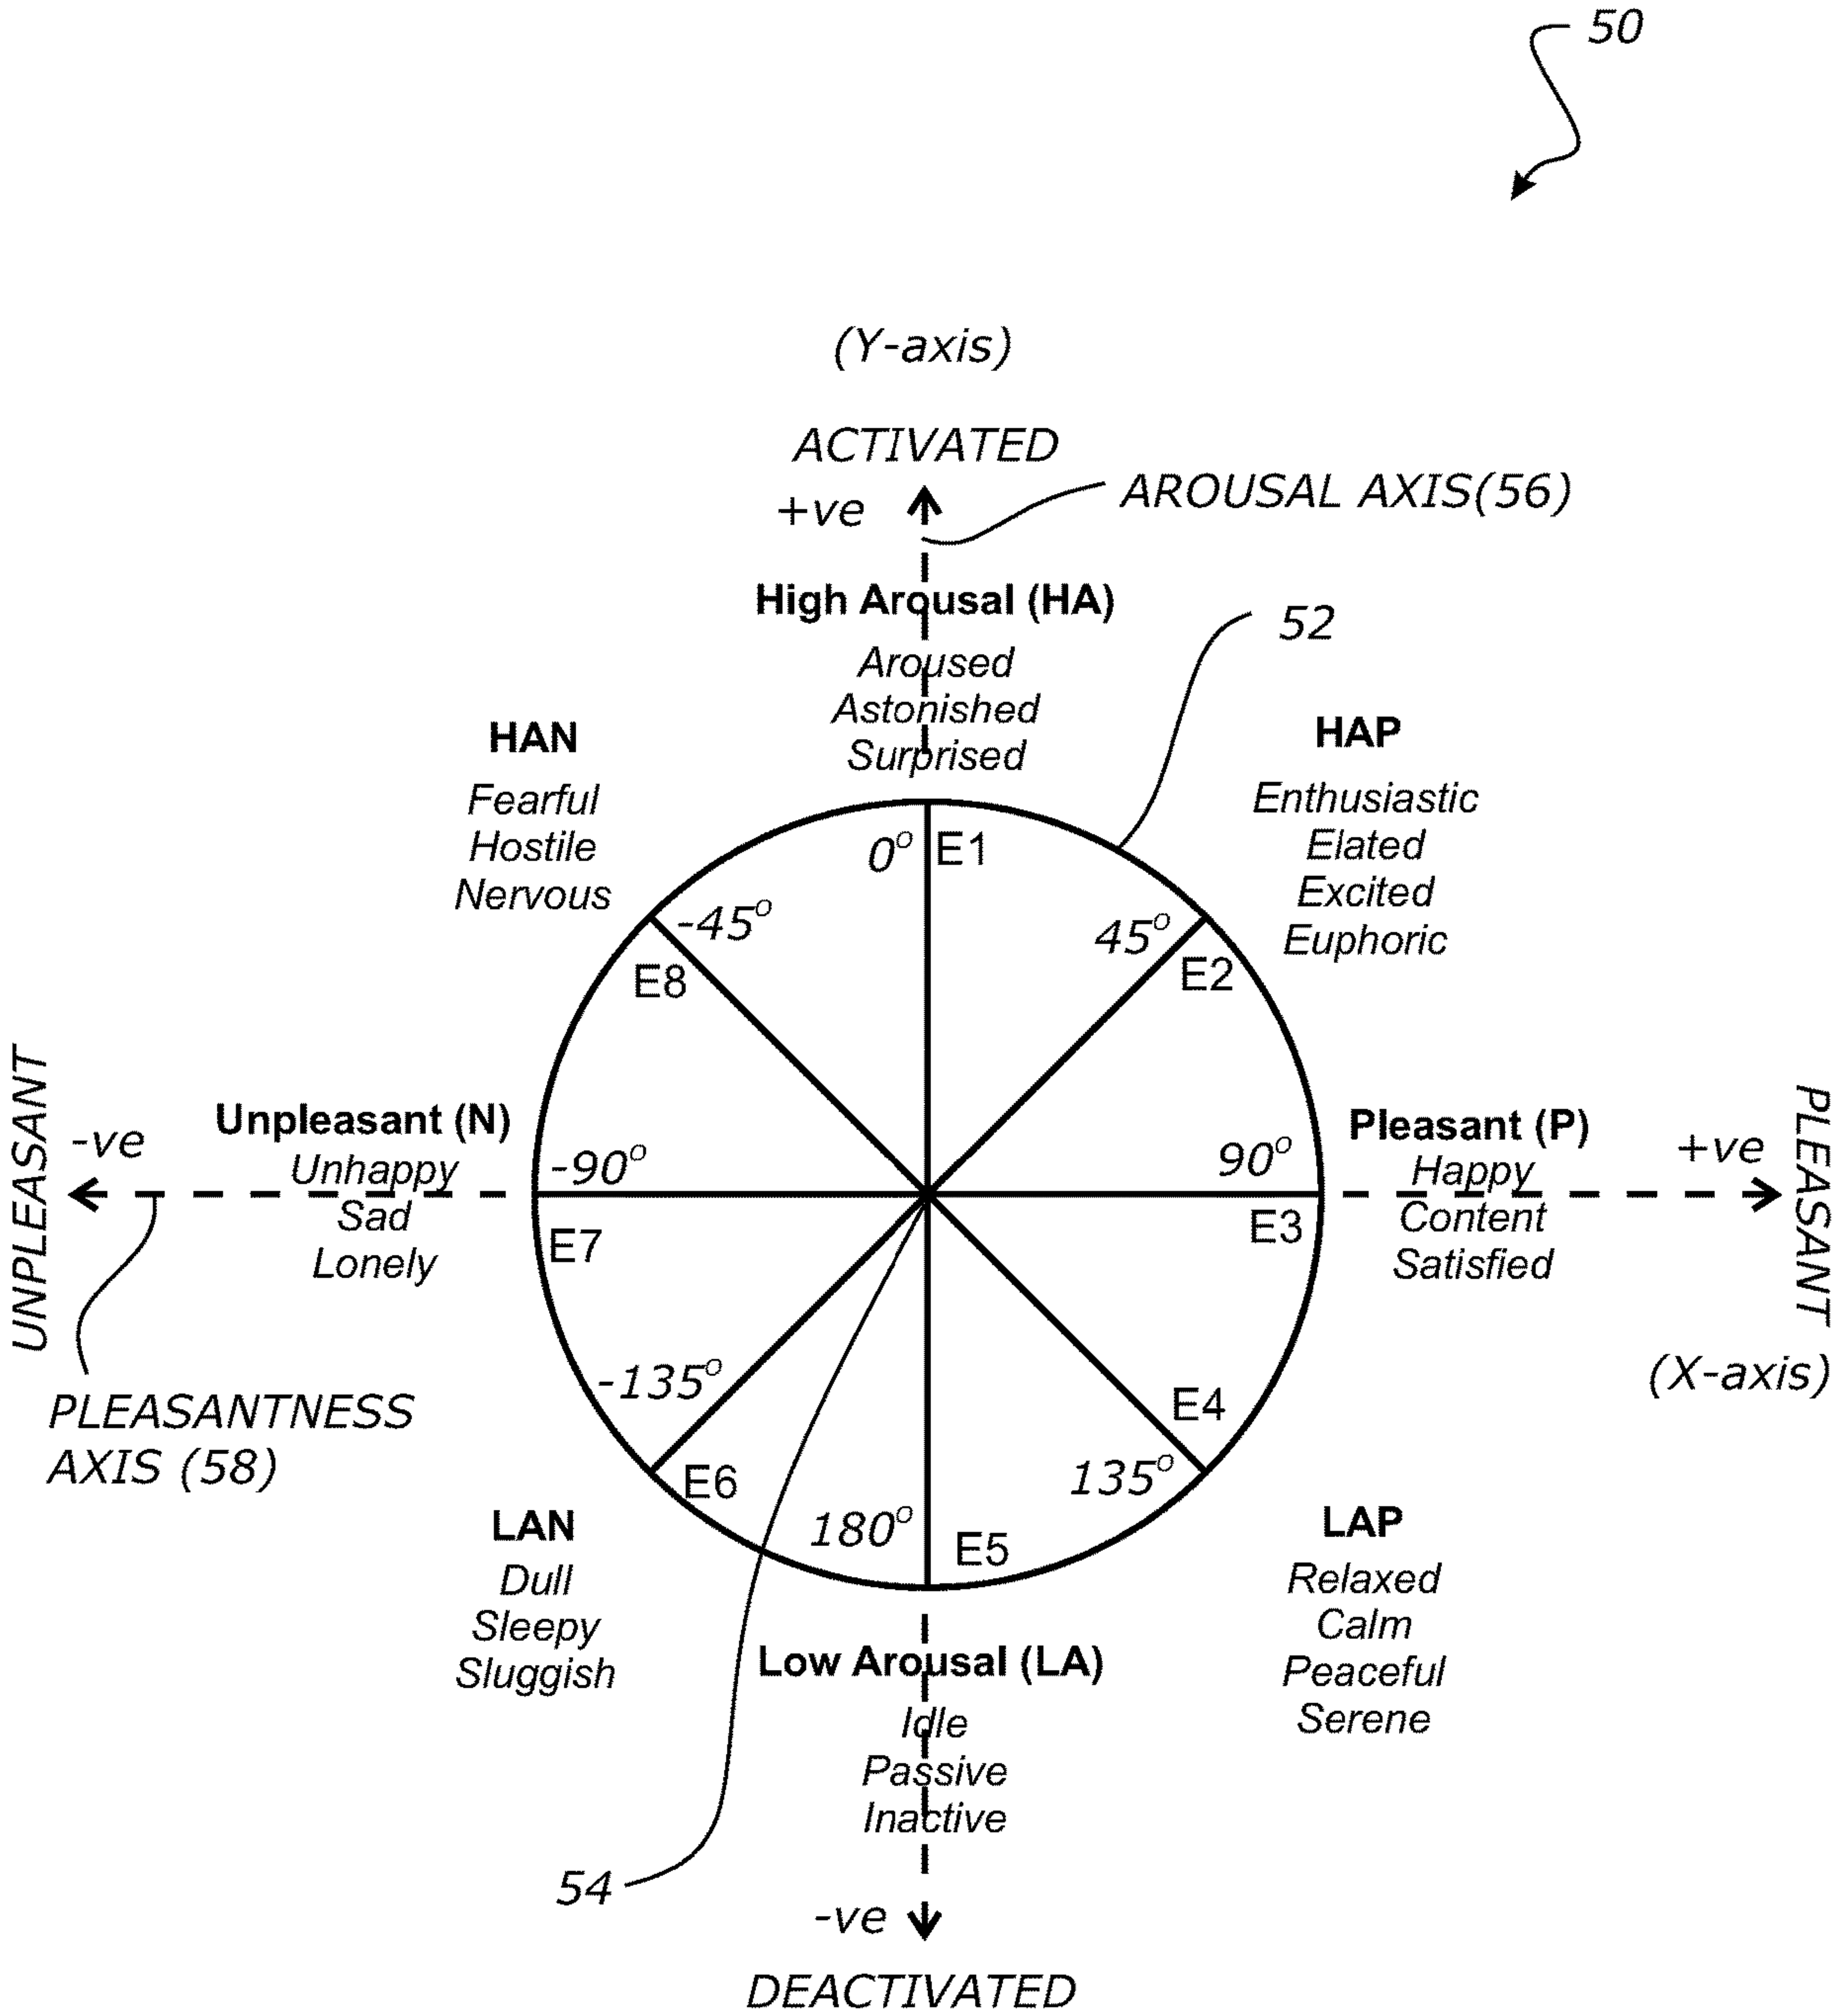 50
(Y-axis)
ACTIVATED
+ve
AROUSAL AXIS(56)
High Arousal (HA)
Aroused
Astonished
Surprised
52
HAN
Fearful
Hostile
Nervous
HAP
Enthusiastic
Elated
Excited
Euphoric
0° E1
-45°
E8
45°
E2
UNPLEASANT
-ve
Unpleasant (N)
Unhappy
Sad
Lonely
-90°
E7
90°
E3
Pleasant (P)
Happy
Content
Satisfied
+ve
PLEASANT
(X-axis)
PLEASANTNESS
AXIS (58)
-135°
E6
E4
135°
180°
E5
LAN
Dull
Sleepy
Sluggish
Low Arousal (LA)
Idle
Passive
Inactive
LAP
Relaxed
Calm
Peaceful
Serene
54
-ve
DEACTIVATED